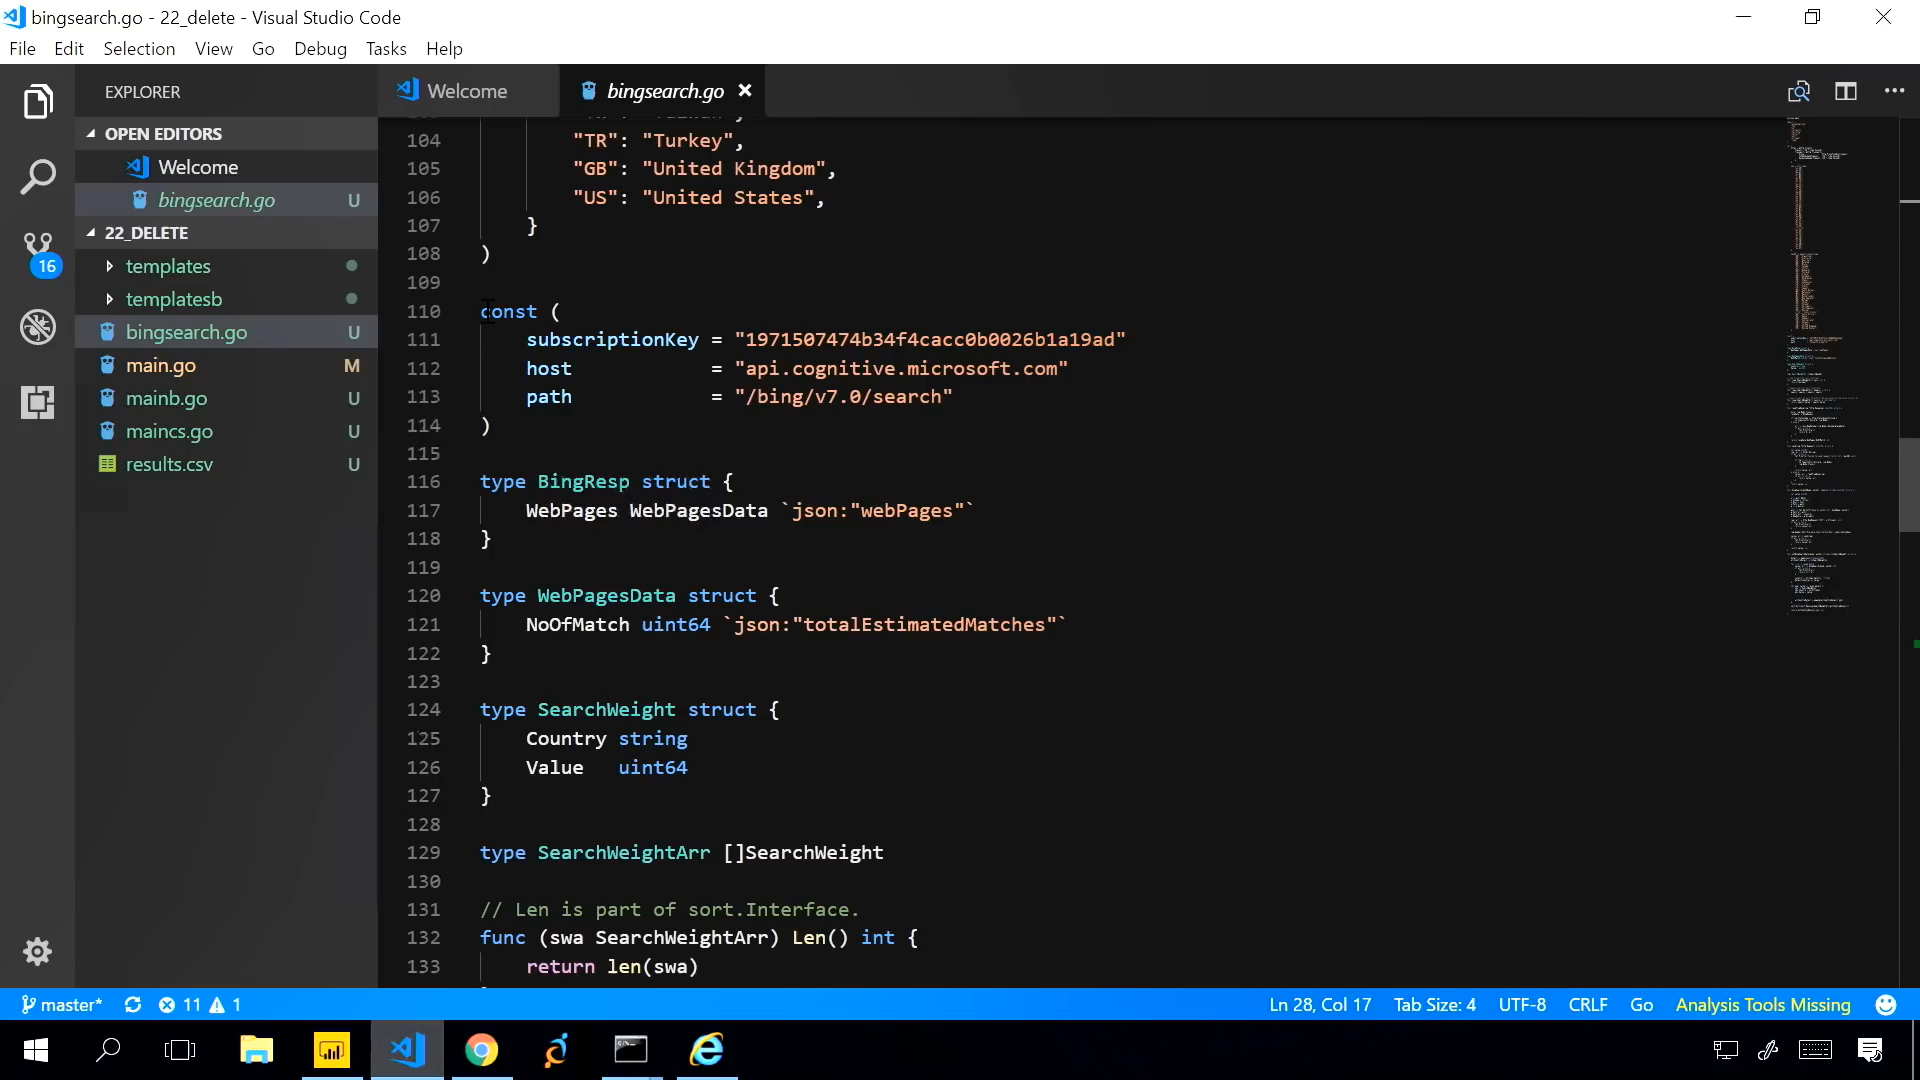 bingsearch.go - 22_delete - Visual Studio Code
File Edit Selection View Go Debug Tasks Help
EXPLORER
OPEN EDITORS
Welcome
bingsearch.go U
22_DELETE
templates
templatesb
bingsearch.go U
main.go M
mainb.go U
maincs.go U
results.csv U
16
Welcome bingsearch.go
104 "TR": "Turkey",
105 "GB": "United Kingdom",
106 "US": "United States",
107 }
108 )
109
110 const (
111 subscriptionKey = "1971507474b34f4cacc0b0026b1a19ad"
112 host = "api.cognitive.microsoft.com"
113 path = "/bing/v7.0/search"
114 )
115
116 type BingResp struct {
117 WebPages WebPagesData `json:"webPages"`
118 }
119
120 type WebPagesData struct {
121 NoOfMatch uint64 `json:"totalEstimatedMatches"`
122 }
123
124 type SearchWeight struct {
125 Country string
126 Value uint64
127 }
128
129 type SearchWeightArr []SearchWeight
130
131 // Len is part of sort.Interface.
132 func (swa SearchWeightArr) Len() int {
133 return len(swa)
master* 11 1 Ln 28, Col 17 Tab Size: 4 UTF-8 CRLF Go Analysis Tools Missing